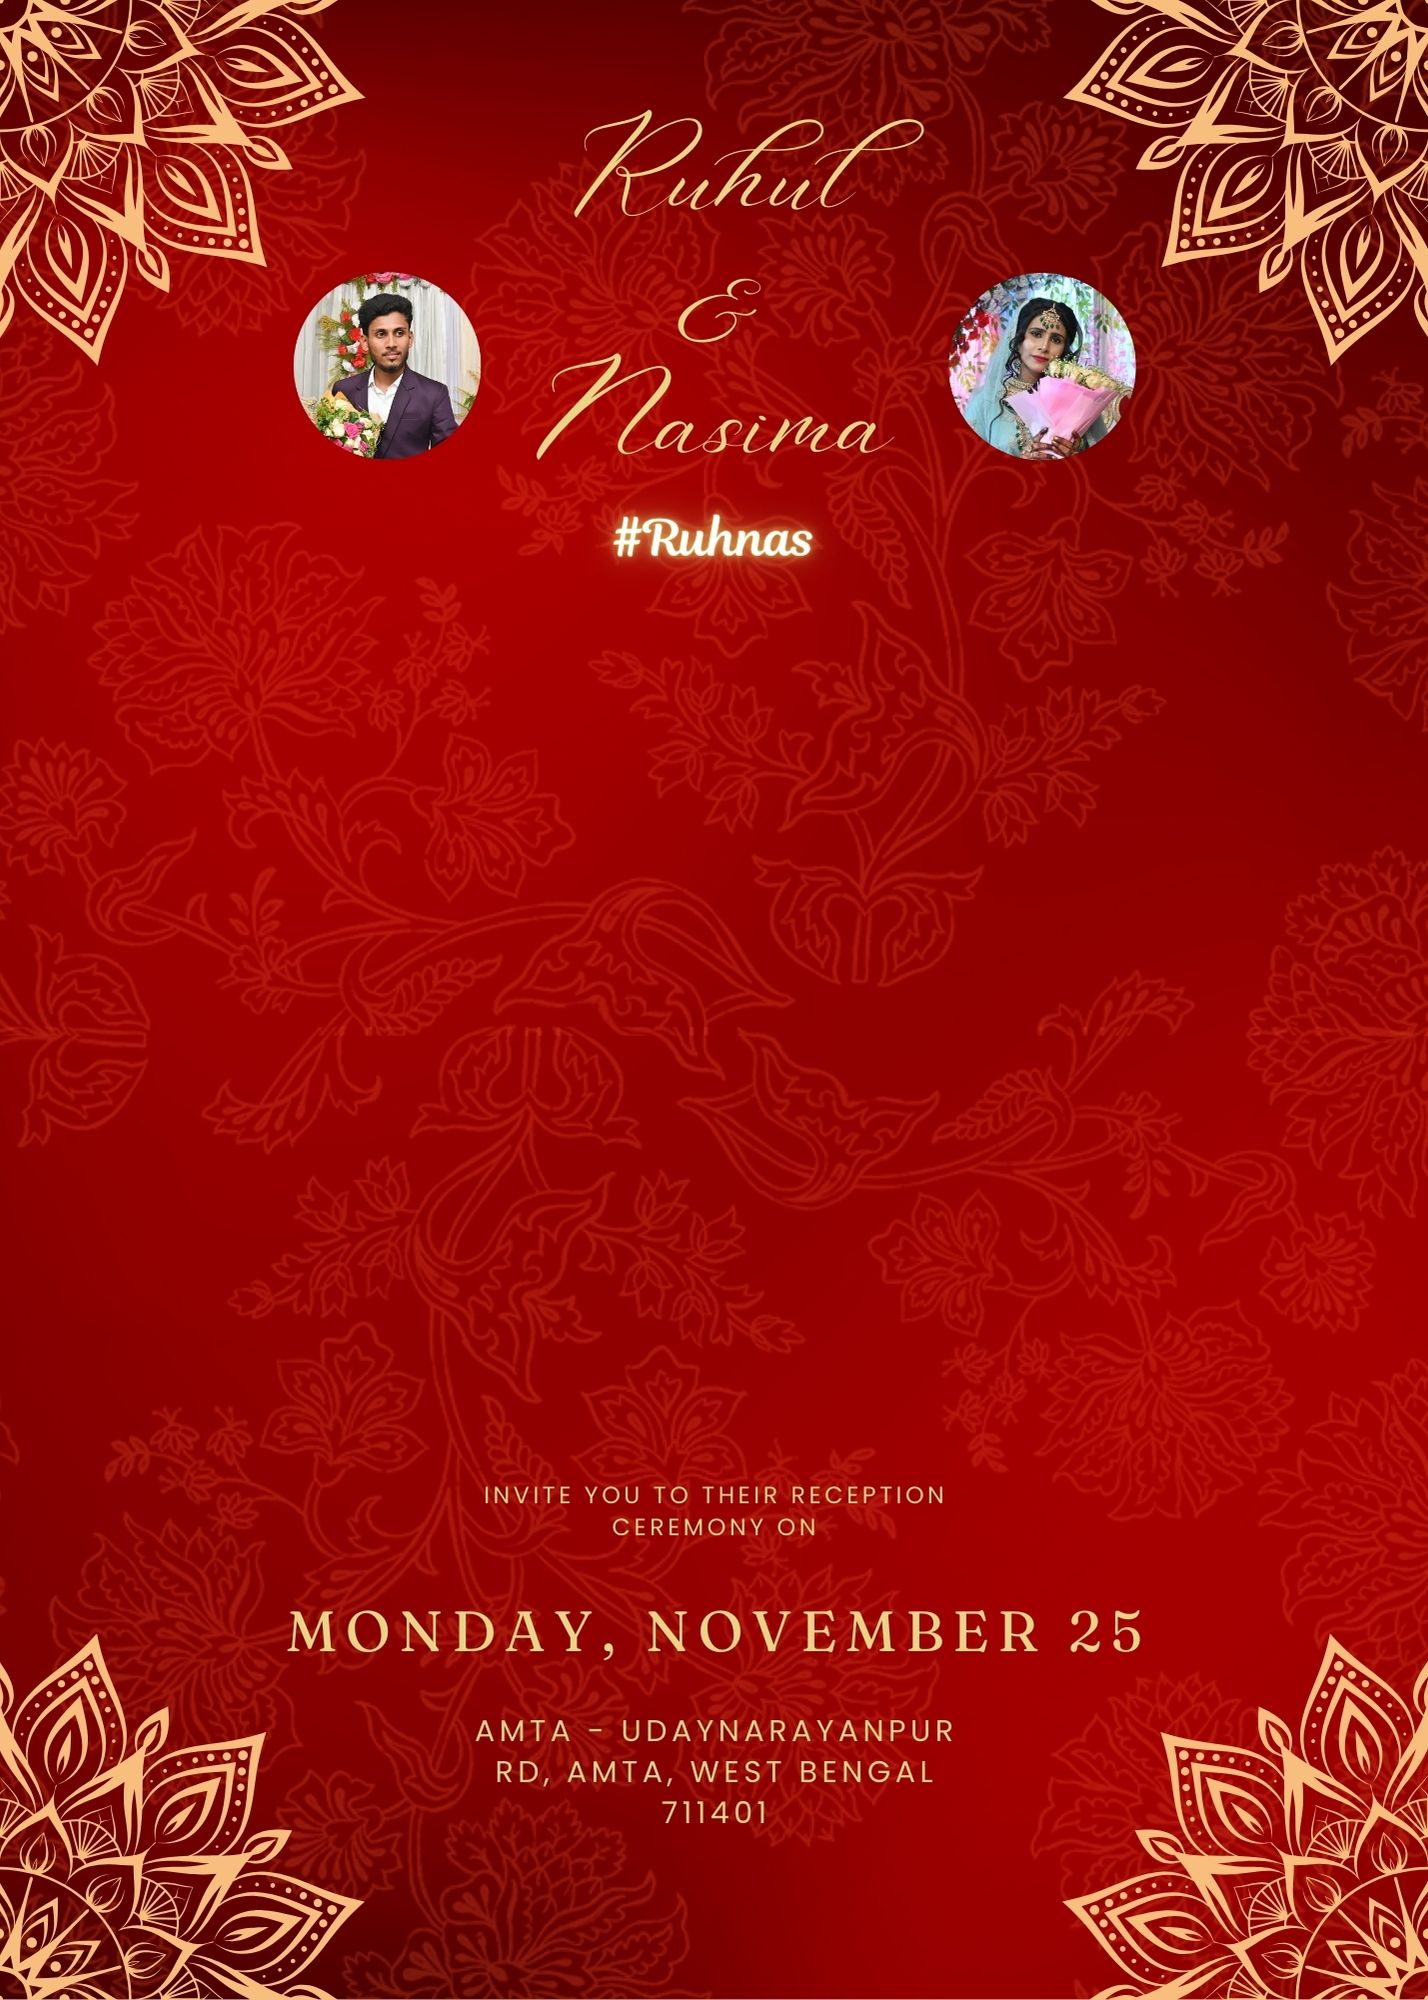 Ruhul
&
Nasima
#Ruhnas
INVITE YOU TO THEIR RECEPTION
CEREMONY ON
MONDAY, NOVEMBER 25
AMTA - UDAYNARAYANPUR
RD, AMTA, WEST BENGAL
711401